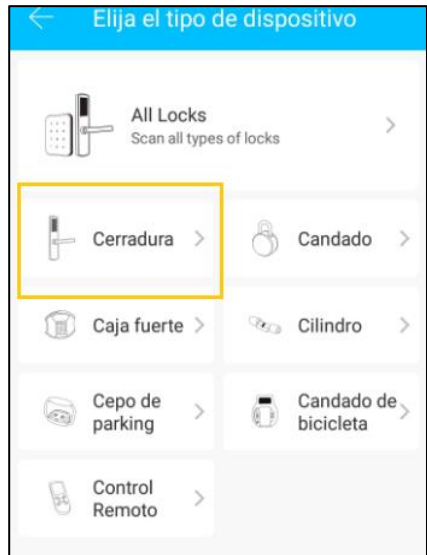 Elija el tipo de dispositivo
All Locks
Scan all types of locks
Cerradura
Candado
Caja fuerte
Cilindro
Cepo de
parking
Candado de
bicicleta
Control
Remoto